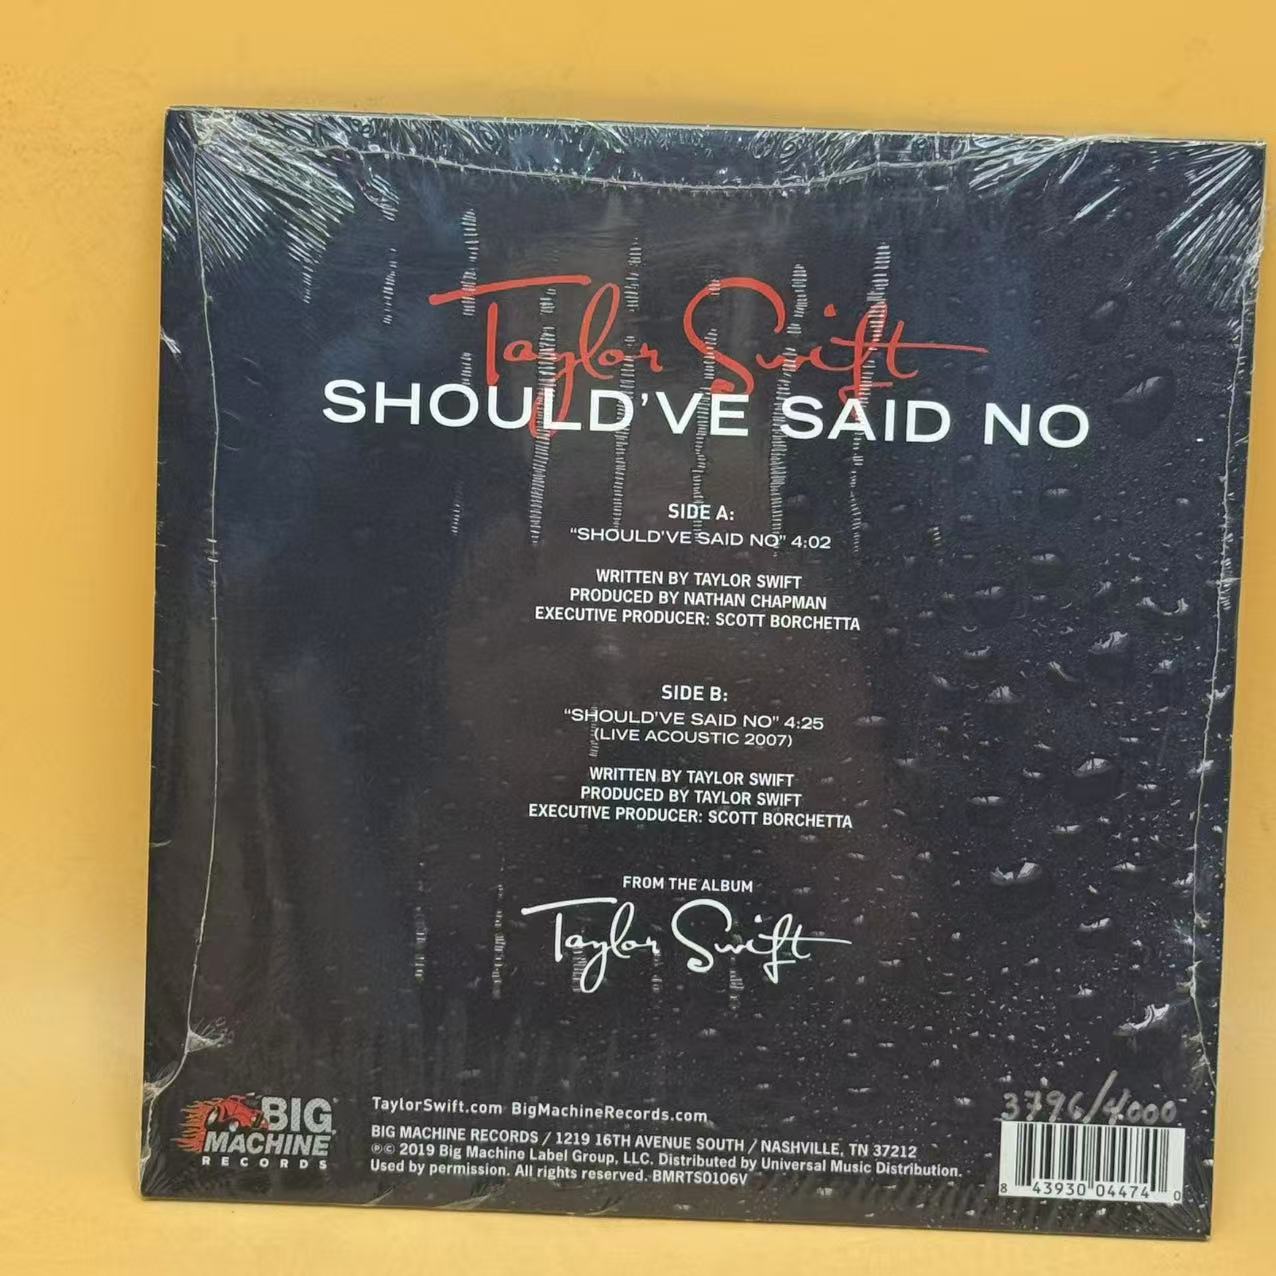 Taylor Swift
SHOULD'VE SAID NO
SIDE A:
“SHOULD'VE SAID NO” 4:02
WRITTEN BY TAYLOR SWIFT
PRODUCED BY NATHAN CHAPMAN
EXECUTIVE PRODUCER: SCOTT BORCHETTA
SIDE B:
“SHOULD'VE SAID NO” 4:25
(LIVE ACOUSTIC 2007)
WRITTEN BY TAYLOR SWIFT
PRODUCED BY TAYLOR SWIFT
EXECUTIVE PRODUCER: SCOTT BORCHETTA
FROM THE ALBUM
Taylor Swift
BIG
MACHINE
RECORDS
TaylorSwift.com BigMachineRecords.com
BIG MACHINE RECORDS / 1219 16TH AVENUE SOUTH / NASHVILLE, TN 37212
℗© 2019 Big Machine Label Group, LLC. Distributed by Universal Music Distribution.
Used by permission. All rights reserved. BMRTS0106V
3796/4000
8 43930 04474 0